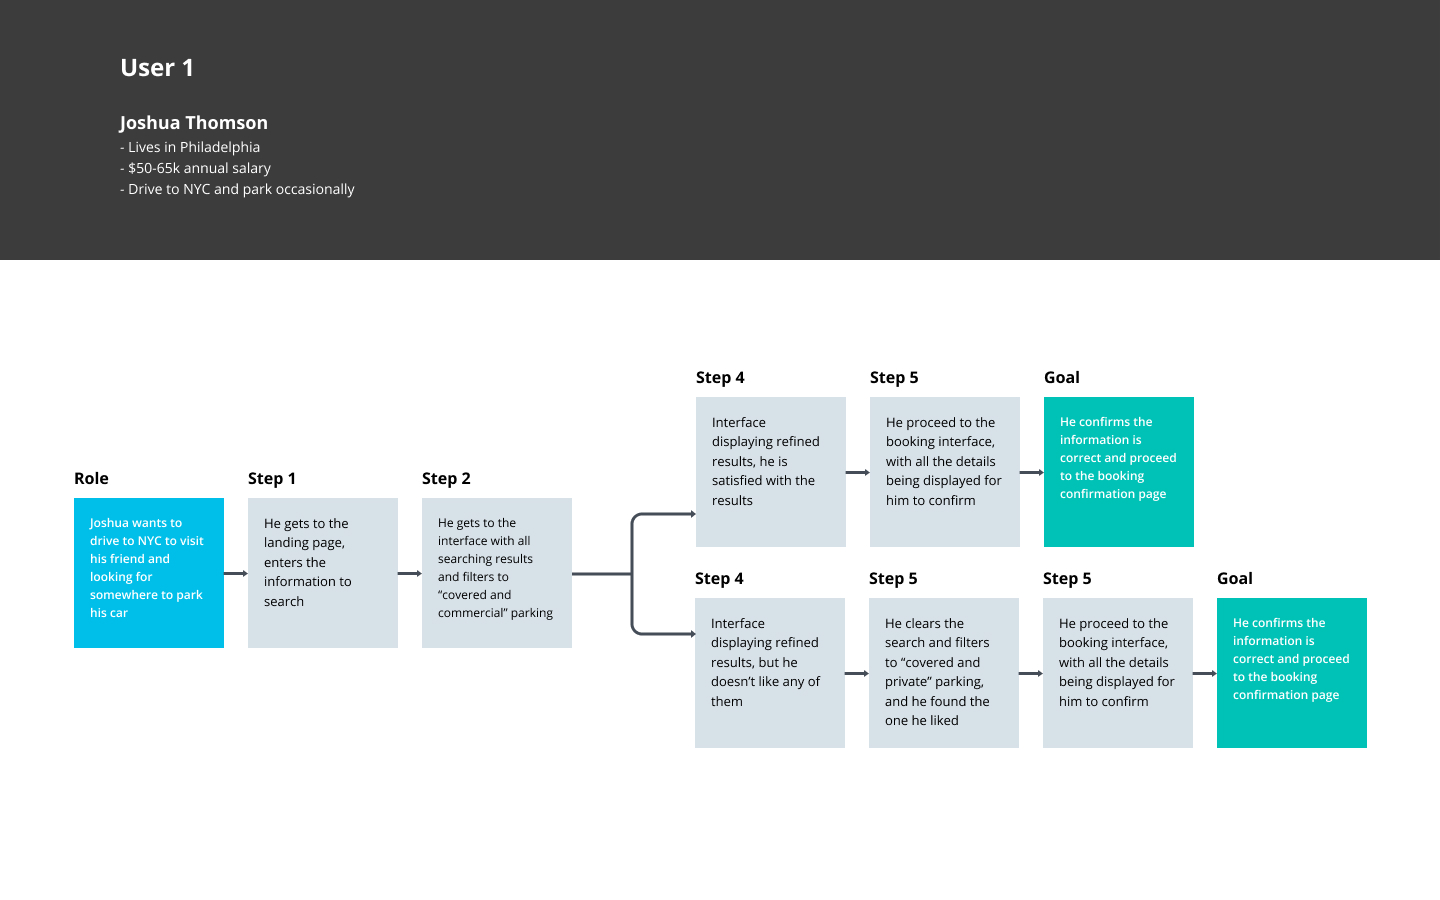 User 1
Joshua Thomson
- Lives in Philadelphia
- $50-65k annual salary
- Drive to NYC and park occasionally
Role
Joshua wants to
drive to NYC to visit
his friend and
looking for
somewhere to park
his car
Step 1
He gets to the
landing page,
enters the
information to
search
Step 2
He gets to the
interface with all
searching results
and filters to
“covered and
commercial” parking
Step 4
Interface
displaying refined
results, he is
satisfied with the
results
Step 5
He proceed to the
booking interface,
with all the details
being displayed for
him to confirm
Goal
He confirms the
information is
correct and proceed
to the booking
confirmation page
Step 4
Interface
displaying refined
results, but he
doesn’t like any of
them
Step 5
He clears the
search and filters
to “covered and
private” parking,
and he found the
one he liked
Step 5
He proceed to the
booking interface,
with all the details
being displayed for
him to confirm
Goal
He confirms the
information is
correct and proceed
to the booking
confirmation page